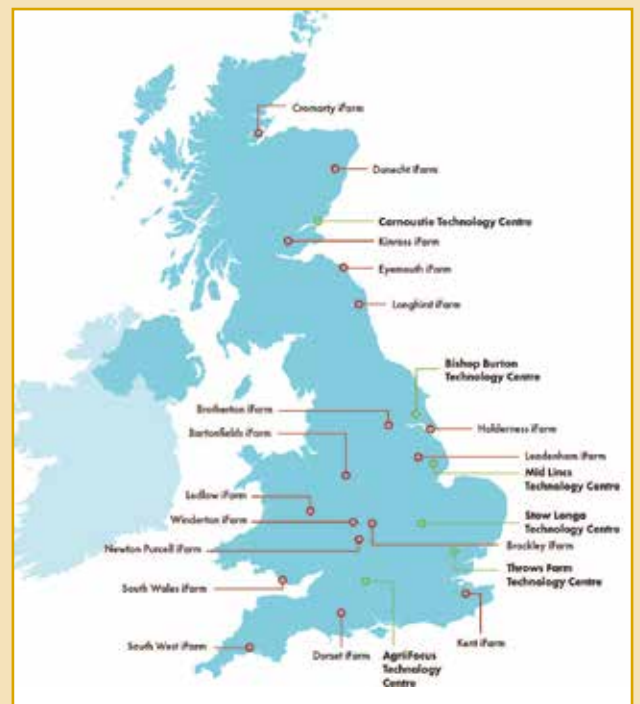 Cromarty iFarm
Dunecht iFarm
Carnoustie Technology Centre
Kinross iFarm
Eyemouth iFarm
Longhirst iFarm
Bishop Burton
Technology Centre
Brotherton iFarm
Holderness iFarm
Bartonfields iFarm
Leadenham iFarm
Mid Lincs
Technology Centre
Ludlow iFarm
Winderton iFarm
Stow Longa
Technology Centre
Newton Purcell iFarm
Brackley iFarm
Throws Farm
Technology Centre
South Wales iFarm
Kent iFarm
South West iFarm
Dorset iFarm
AgriiFocus
Technology
Centre